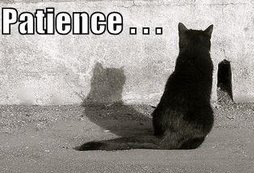 Patience . . .